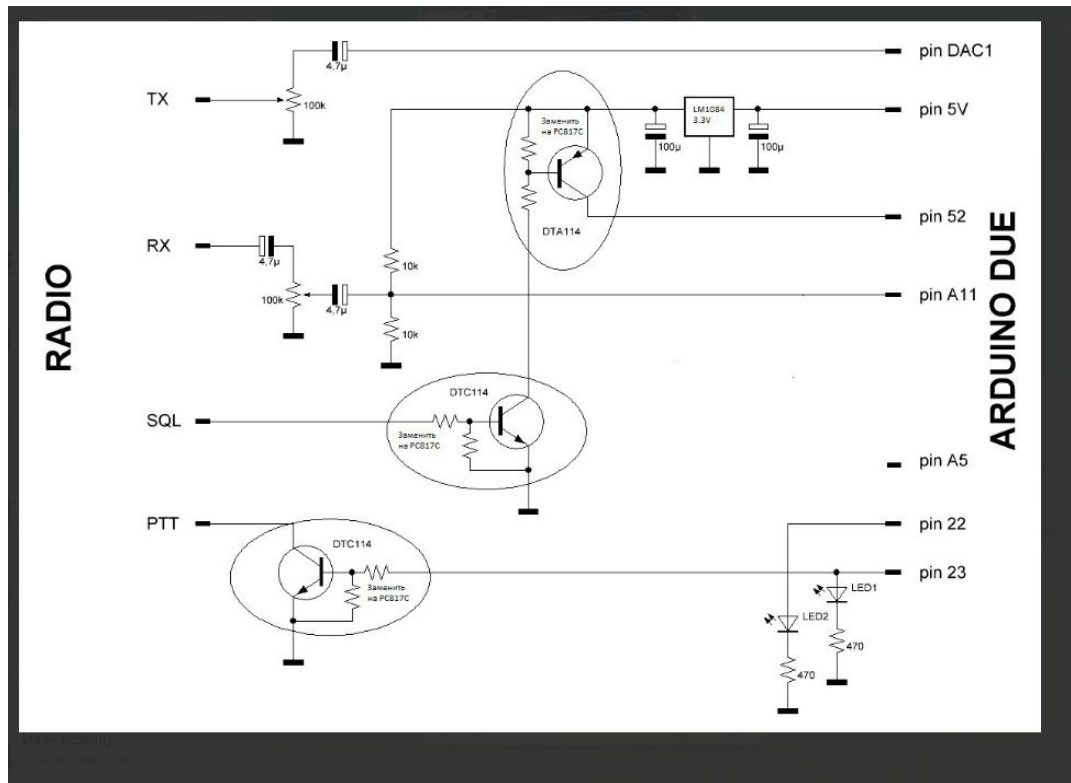 pin DAC1
4,7µ
TX
100k
Заменить
на PC817C
LM1084
3.3V
pin 5V
100µ
100µ
DTA114
pin 52
RX
4,7µ
10k
100k
4,7µ
pin A11
10k
RADIO
ARDUINO DUE
DTC114
SQL
Заменить
на PC817C
pin A5
PTT
pin 22
DTC114
pin 23
Заменить
на PC817C
LED1
LED2
470
470